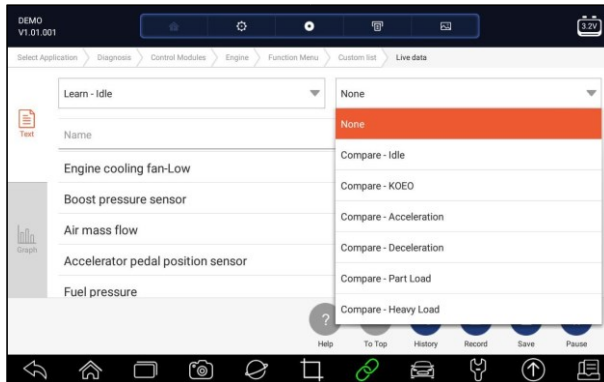 DEMO
V1.01.001
3.2V
Select Application Diagnosis Control Modules Engine Function Menu Custom list Live data
Learn - Idle
None
Text
Name
None
Engine cooling fan-Low
Compare - Idle
Boost pressure sensor
Compare - KOEO
Air mass flow
Compare - Acceleration
Graph
Accelerator pedal position sensor
Compare - Deceleration
Fuel pressure
Compare - Part Load
Compare - Heavy Load
?
Help To Top History Record Save Pause